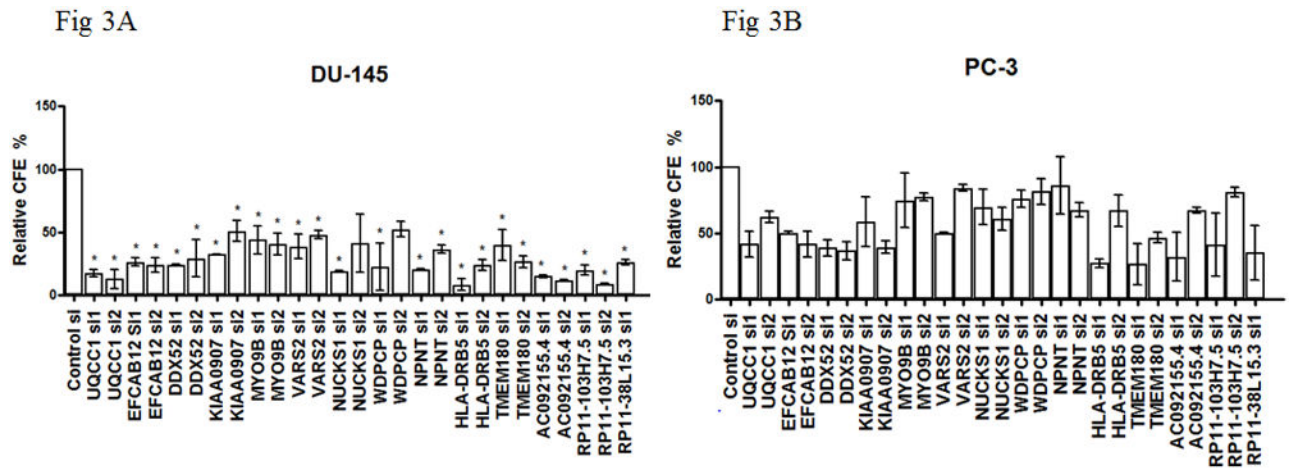 Fig 3A
DU-145
Relative CFE %
150
100
50
0
Control si
UQCC1 si1
UQCC1 si2
EFCAB12 Si1
EFCAB12 si2
DDX52 si1
DDX52 si2
KIAA0907 si1
KIAA0907 si2
MYO9B si1
MYO9B si2
VARS2 si1
VARS2 si2
NUCKS1 si1
NUCKS1 si2
WDPCP si1
WDPCP si2
NPNT si1
NPNT si2
HLA-DRB5 si1
HLA-DRB5 si2
TMEM180 si1
TMEM180 si2
AC092155.4 si1
AC092155.4 si2
RP11-103H7.5 si1
RP11-103H7.5 si2
RP11-38L15.3 si1
Fig 3B
PC-3
Relative CFE %
150
100
50
0
Control si
UQCC1 si1
UQCC1 si2
EFCAB12 Si1
EFCAB12 si2
DDX52 si1
DDX52 si2
KIAA0907 si1
KIAA0907 si2
MYO9B si1
MYO9B si2
VARS2 si1
VARS2 si2
NUCKS1 si1
NUCKS1 si2
WDPCP si1
WDPCP si2
NPNT si1
NPNT si2
HLA-DRB5 si1
HLA-DRB5 si2
TMEM180 si1
TMEM180 si2
AC092155.4 si1
AC092155.4 si2
RP11-103H7.5 si1
RP11-103H7.5 si2
RP11-38L15.3 si1